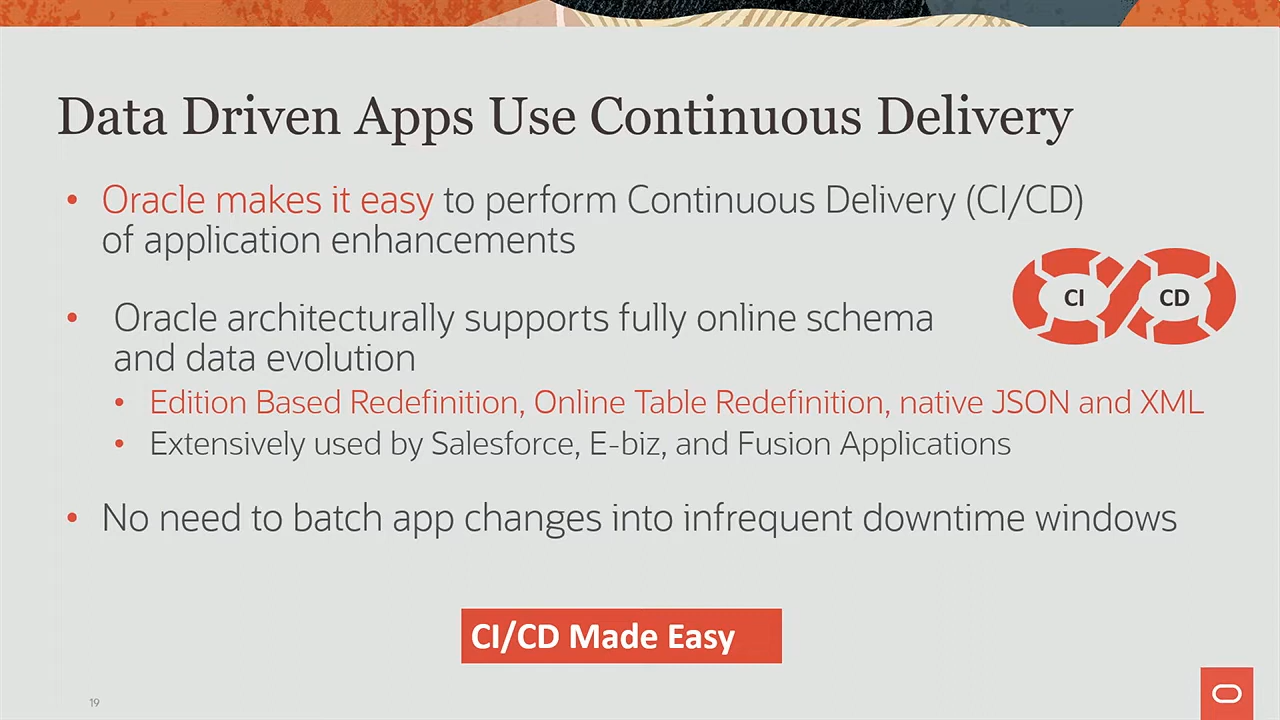 Data Driven Apps Use Continuous Delivery
• Oracle makes it easy to perform Continuous Delivery (CI/CD)
of application enhancements
• Oracle architecturally supports fully online schema
and data evolution
• Edition Based Redefinition, Online Table Redefinition, native JSON and XML
• Extensively used by Salesforce, E-biz, and Fusion Applications
• No need to batch app changes into infrequent downtime windows
CI CD
CI/CD Made Easy
19